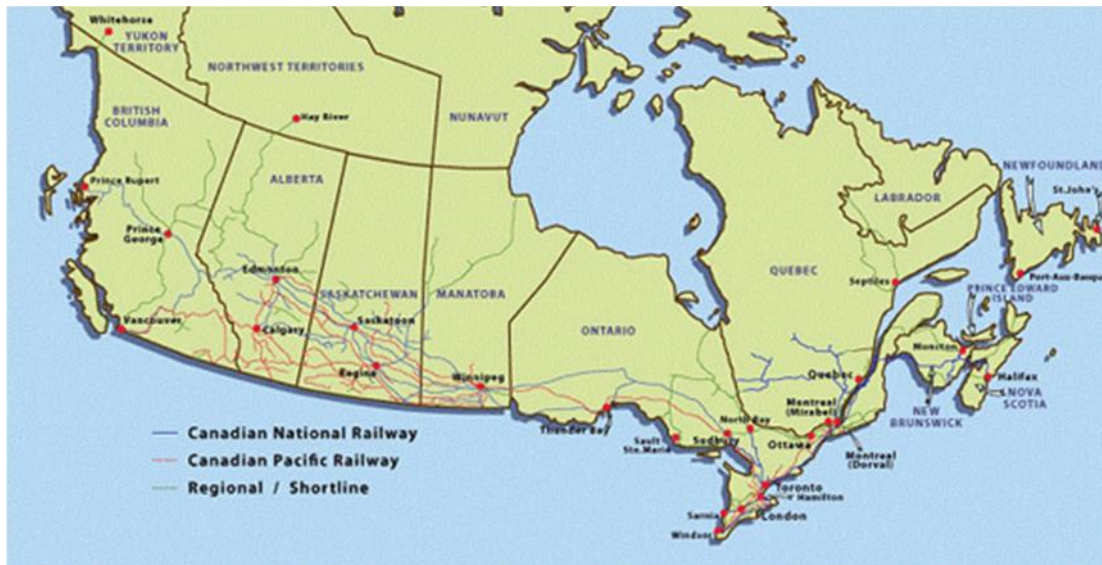 Whitehorse
YUKON
TERRITORY
NORTHWEST TERRITORIES
BRITISH
COLUMBIA
Hay River
NUNAVUT
NEWFOUNDLAND
St.John's
Prince Rupert
ALBERTA
LABRADOR
Prince
George
Edmonton
SASKATCHEWAN
MANATOBA
QUEBEC
Port-Aux-Basqu
PRINCE EDWARD
ISLAND
Vancouver
Calgary
Saskatoon
ONTARIO
Moncton
Regina
Winnipeg
Quebec
Halifax
NOVA
SCOTIA
NEW
BRUNSWICK
Montreal
(Mirabel)
Thunder Bay
North Bay
Sault
Ste.Marie
Sudbury
Ottawa
Montreal
(Dorval)
Canadian National Railway
Canadian Pacific Railway
Regional / Shortline
Toronto
Hamilton
Sarnia
London
Windsor